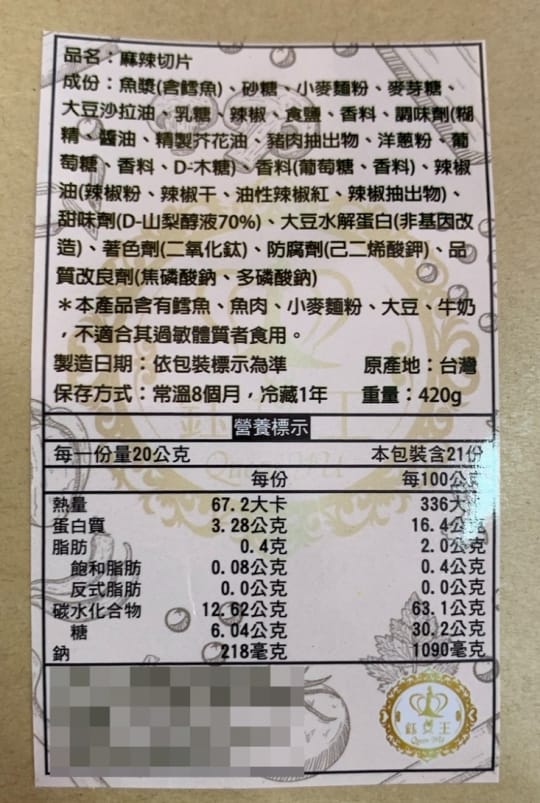 品名：麻辣切片
成份：魚漿(含鱈魚)、砂糖、小麥麵粉、麥芽糖、
大豆沙拉油、乳糖、辣椒、食鹽、香料、調味劑(糊
精、醬油、精製芥花油、豬肉抽出物、洋蔥粉、葡
萄糖、香料、D-木糖)、香料(葡萄糖、香料)、辣椒
油(辣椒粉、辣椒干、油性辣椒紅、辣椒抽出物)、
甜味劑(D-山梨醇液70%)、大豆水解蛋白(非基因改
造)、著色劑(二氧化鈦)、防腐劑(己二烯酸鉀)、品
質改良劑(焦磷酸鈉、多磷酸鈉)
＊本產品含有鱈魚、魚肉、小麥麵粉、大豆、牛奶
，不適合其過敏體質者食用。
製造日期：依包裝標示為準 原產地：台灣
保存方式：常溫8個月，冷藏1年 重量：420g
營養標示
每一份量20公克 本包裝含21份
每份 每100公克
熱量 67.2大卡 336大
蛋白質 3.28公克 16.4公克
脂肪 0.4克 2.0公克
飽和脂肪 0.08公克 0.4公克
反式脂肪 0.0公克 0.0公克
碳水化合物 12.62公克 63.1公克
糖 6.04公克 30.2公克
鈉 218毫克 1090毫克
鈺女王